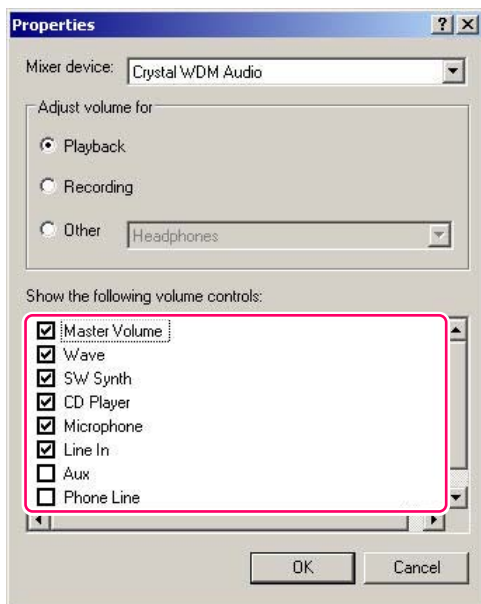 Properties
Mixer device: Crystal WDM Audio
Adjust volume for
Playback
Recording
Other Headphones
Show the following volume controls:
Master Volume
Wave
SW Synth
CD Player
Microphone
Line In
Aux
Phone Line
OK Cancel